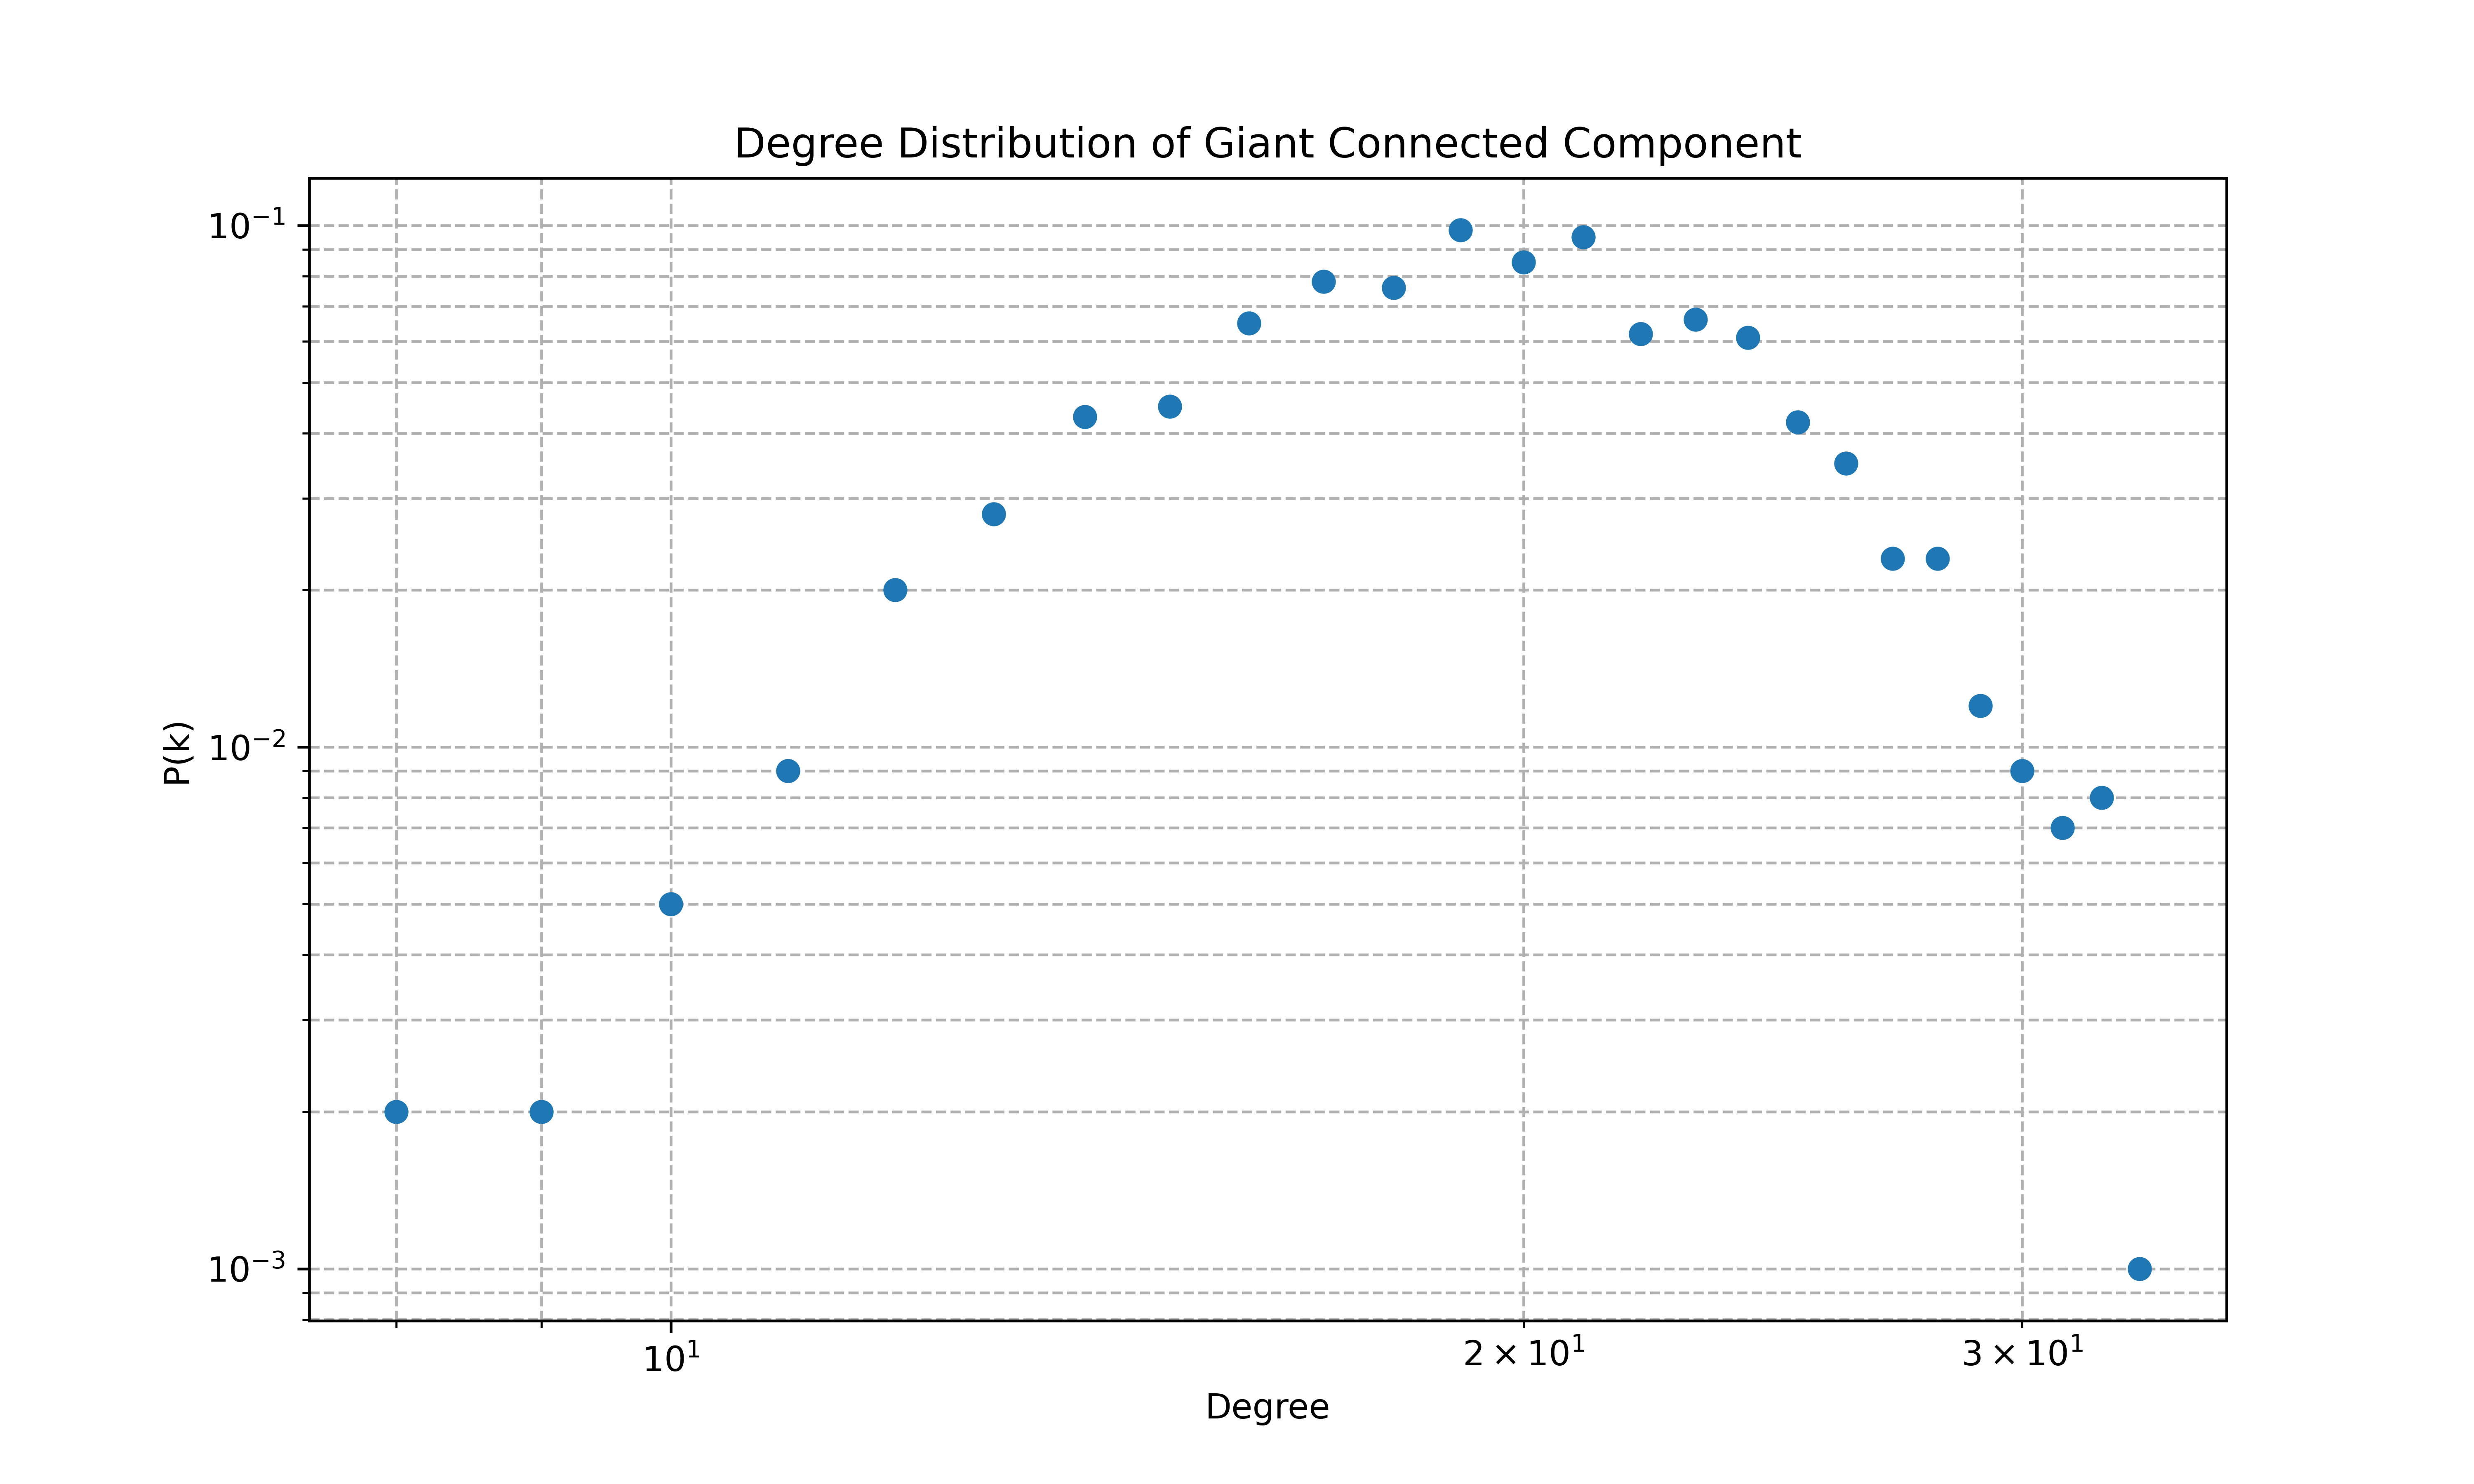 Degree Distribution of Giant Connected Component
10⁻¹
10⁻²
10⁻³
P(k)
10¹
2 × 10¹
3 × 10¹
Degree